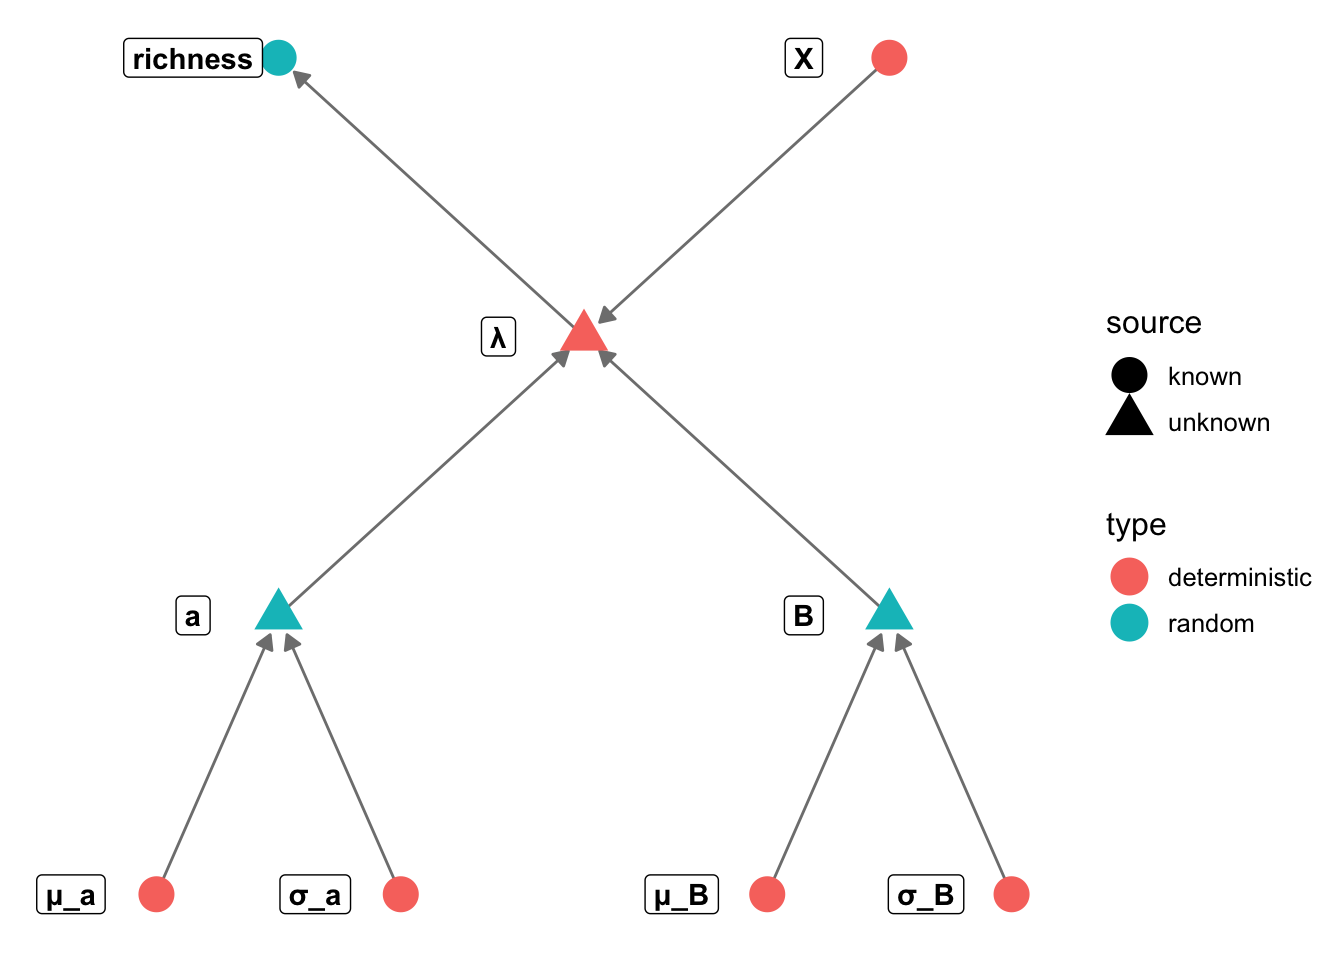 richness
X
λ
a
B
μ_a
σ_a
μ_B
σ_B
source
known
unknown
type
deterministic
random